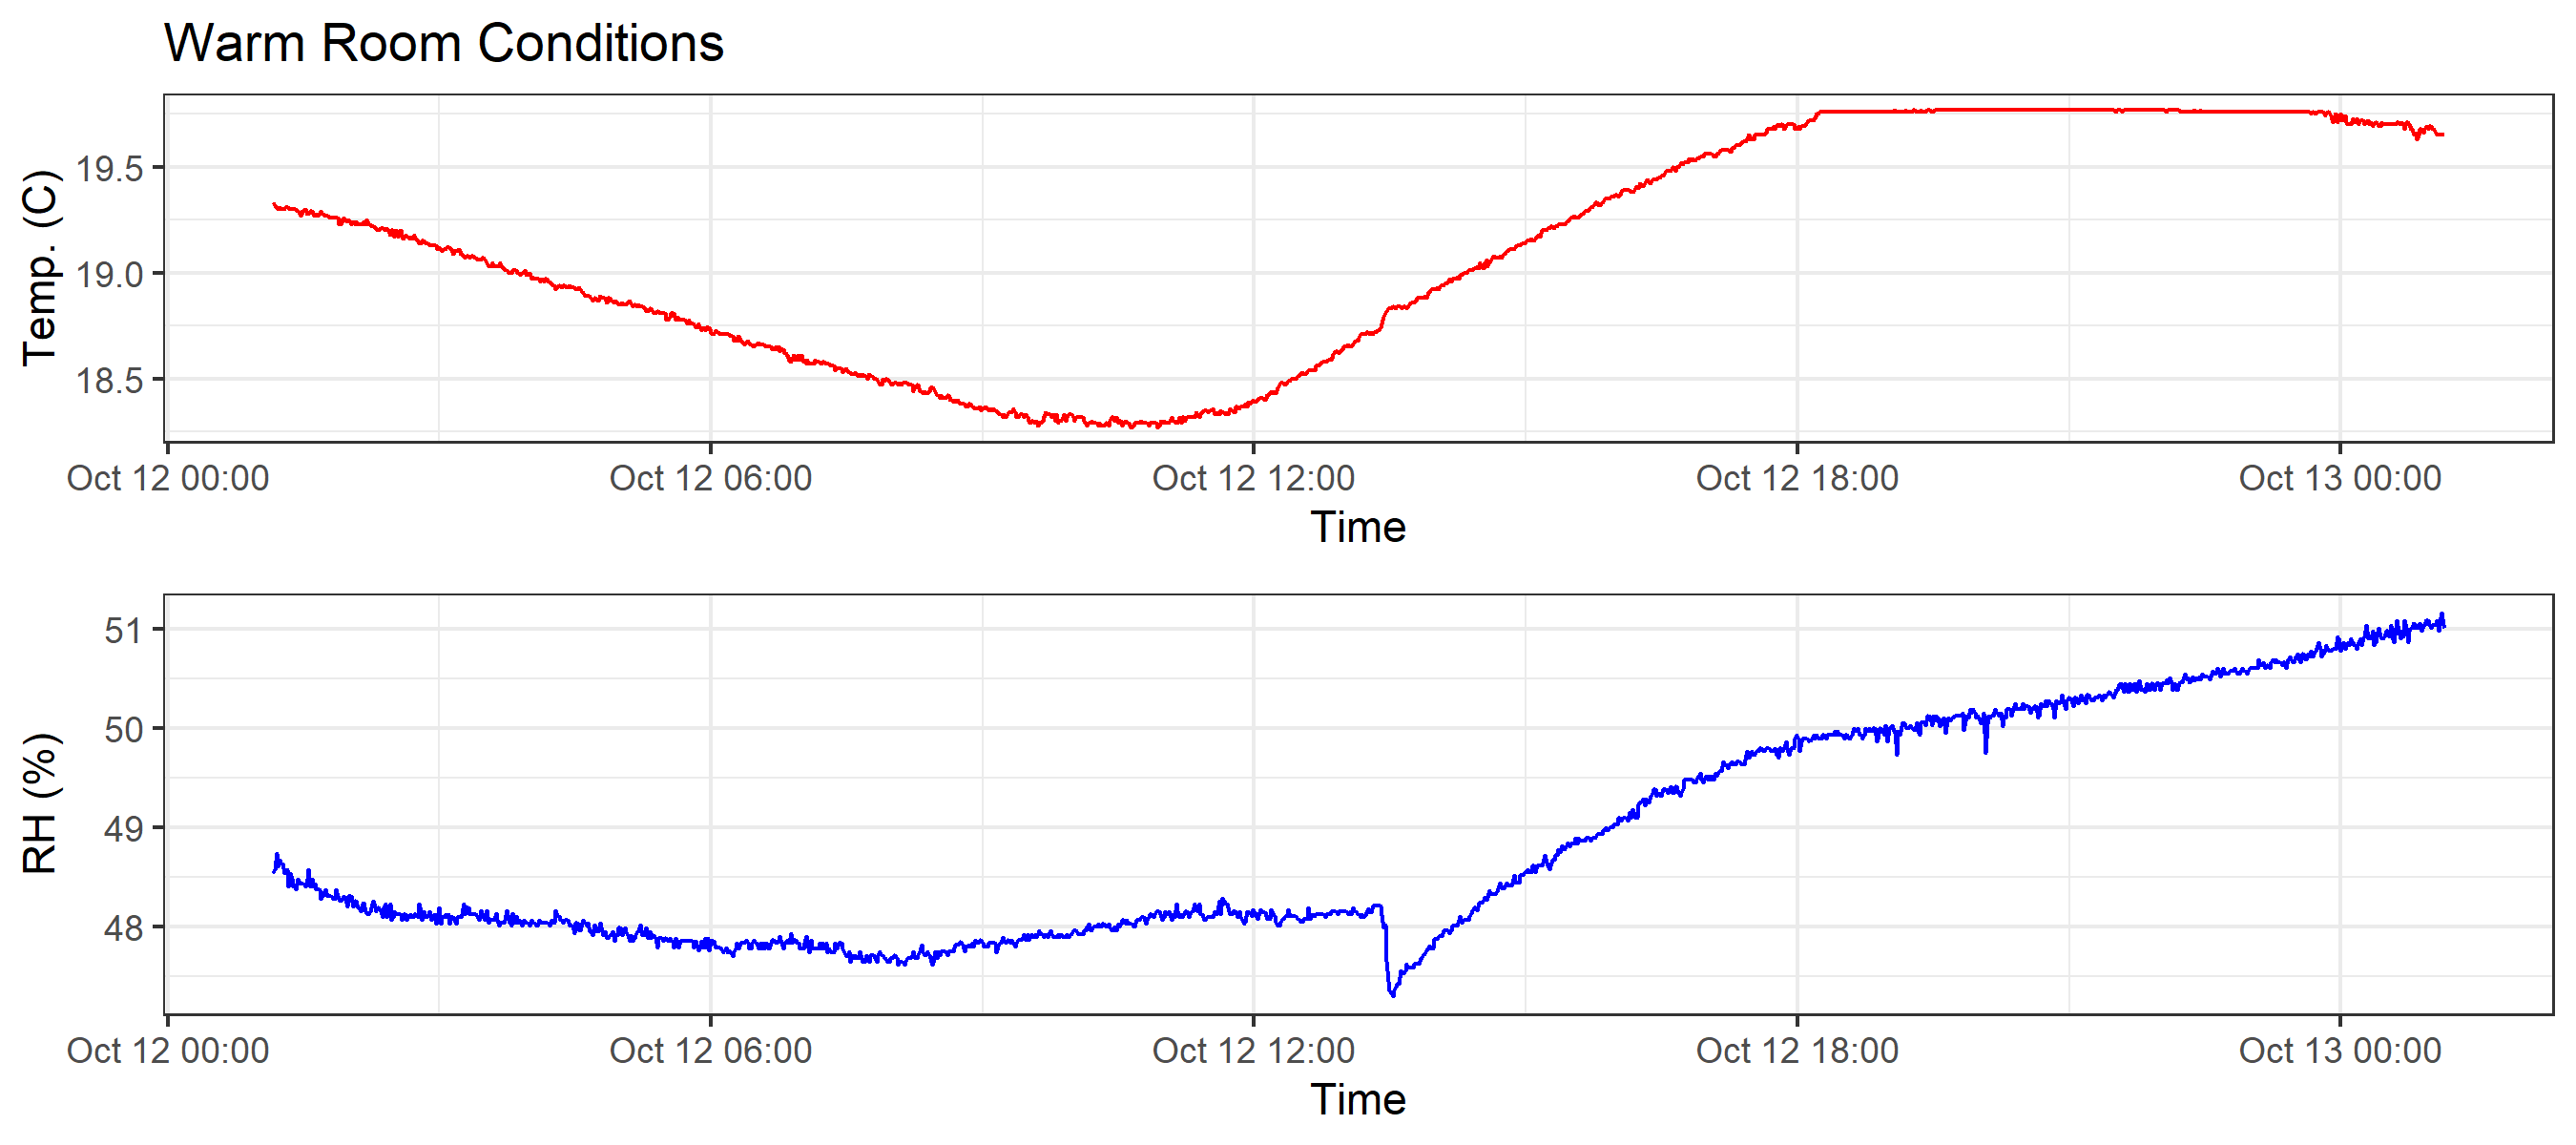 Warm Room Conditions
Temp. (C)
19.5
19.0
18.5
Oct 12 00:00 Oct 12 06:00 Oct 12 12:00 Oct 12 18:00 Oct 13 00:00
Time
RH (%)
51
50
49
48
Oct 12 00:00 Oct 12 06:00 Oct 12 12:00 Oct 12 18:00 Oct 13 00:00
Time